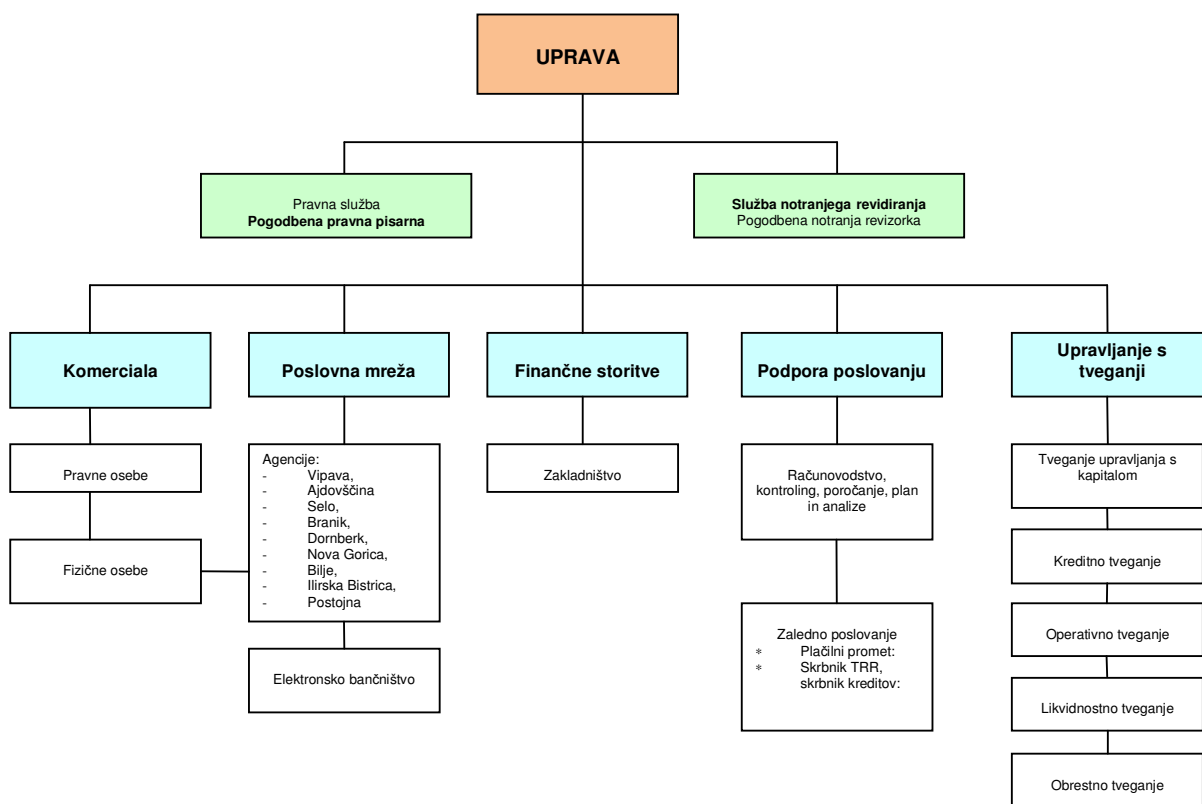 UPRAVA
Pravna služba
Pogodbena pravna pisarna
Služba notranjega revidiranja
Pogodbena notranja revizorka
Komerciala
Poslovna mreža
Finančne storitve
Podpora poslovanju
Upravljanje s
tveganji
Pravne osebe
Fizične osebe
Agencije:
- Vipava,
- Ajdovščina
- Selo,
- Branik,
- Dornberk,
- Nova Gorica,
- Bilje,
- Ilirska Bistrica,
- Postojna
Elektronsko bančništvo
Zakladništvo
Računovodstvo,
kontroling, poročanje, plan
in analize
Zaledno poslovanje
* Plačilni promet:
* Skrbnik TRR,
skrbnik kreditov:
Tveganje upravljanja s
kapitalom
Kreditno tveganje
Operativno tveganje
Likvidnostno tveganje
Obrestno tveganje